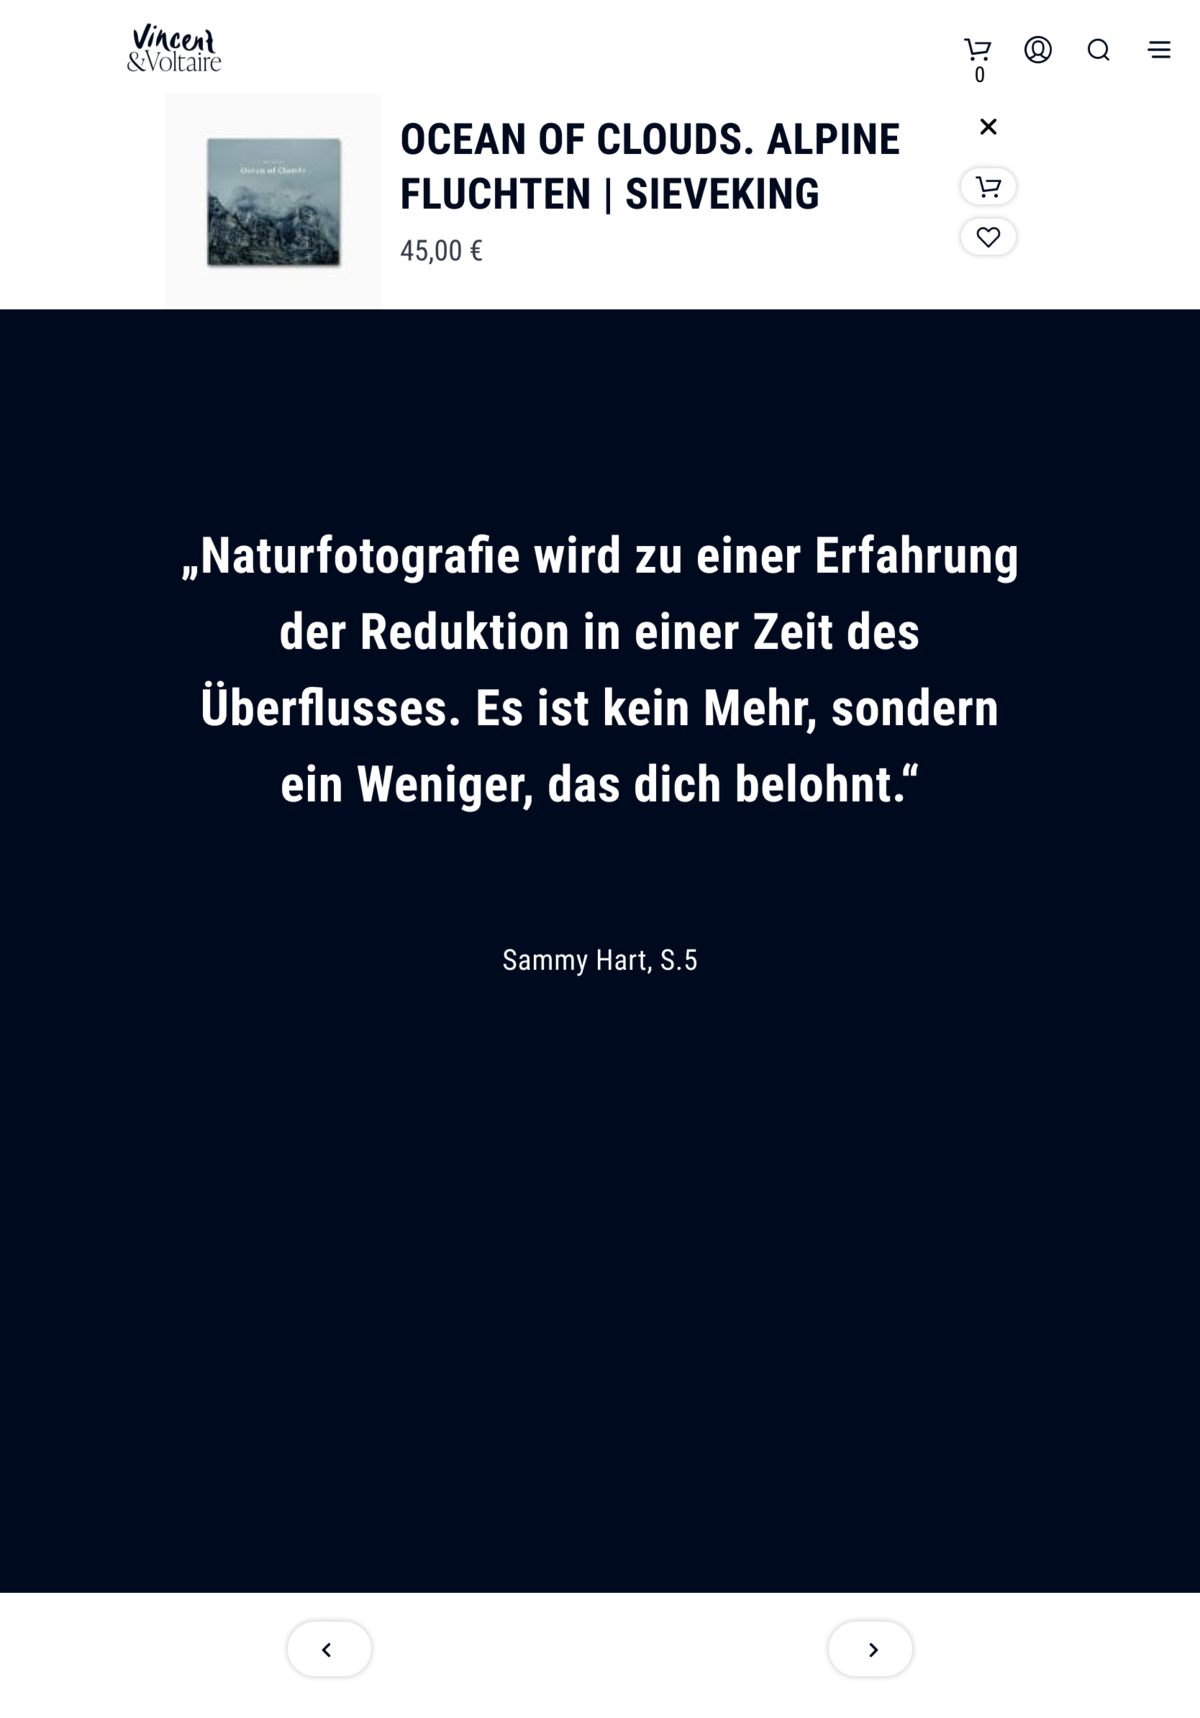 Vincent
&Voltaire
0
OCEAN OF CLOUDS. ALPINE
FLUCHTEN | SIEVEKING
45,00 €
Ocean of Clouds
„Naturfotografie wird zu einer Erfahrung
der Reduktion in einer Zeit des
Überflusses. Es ist kein Mehr, sondern
ein Weniger, das dich belohnt.“
Sammy Hart, S.5